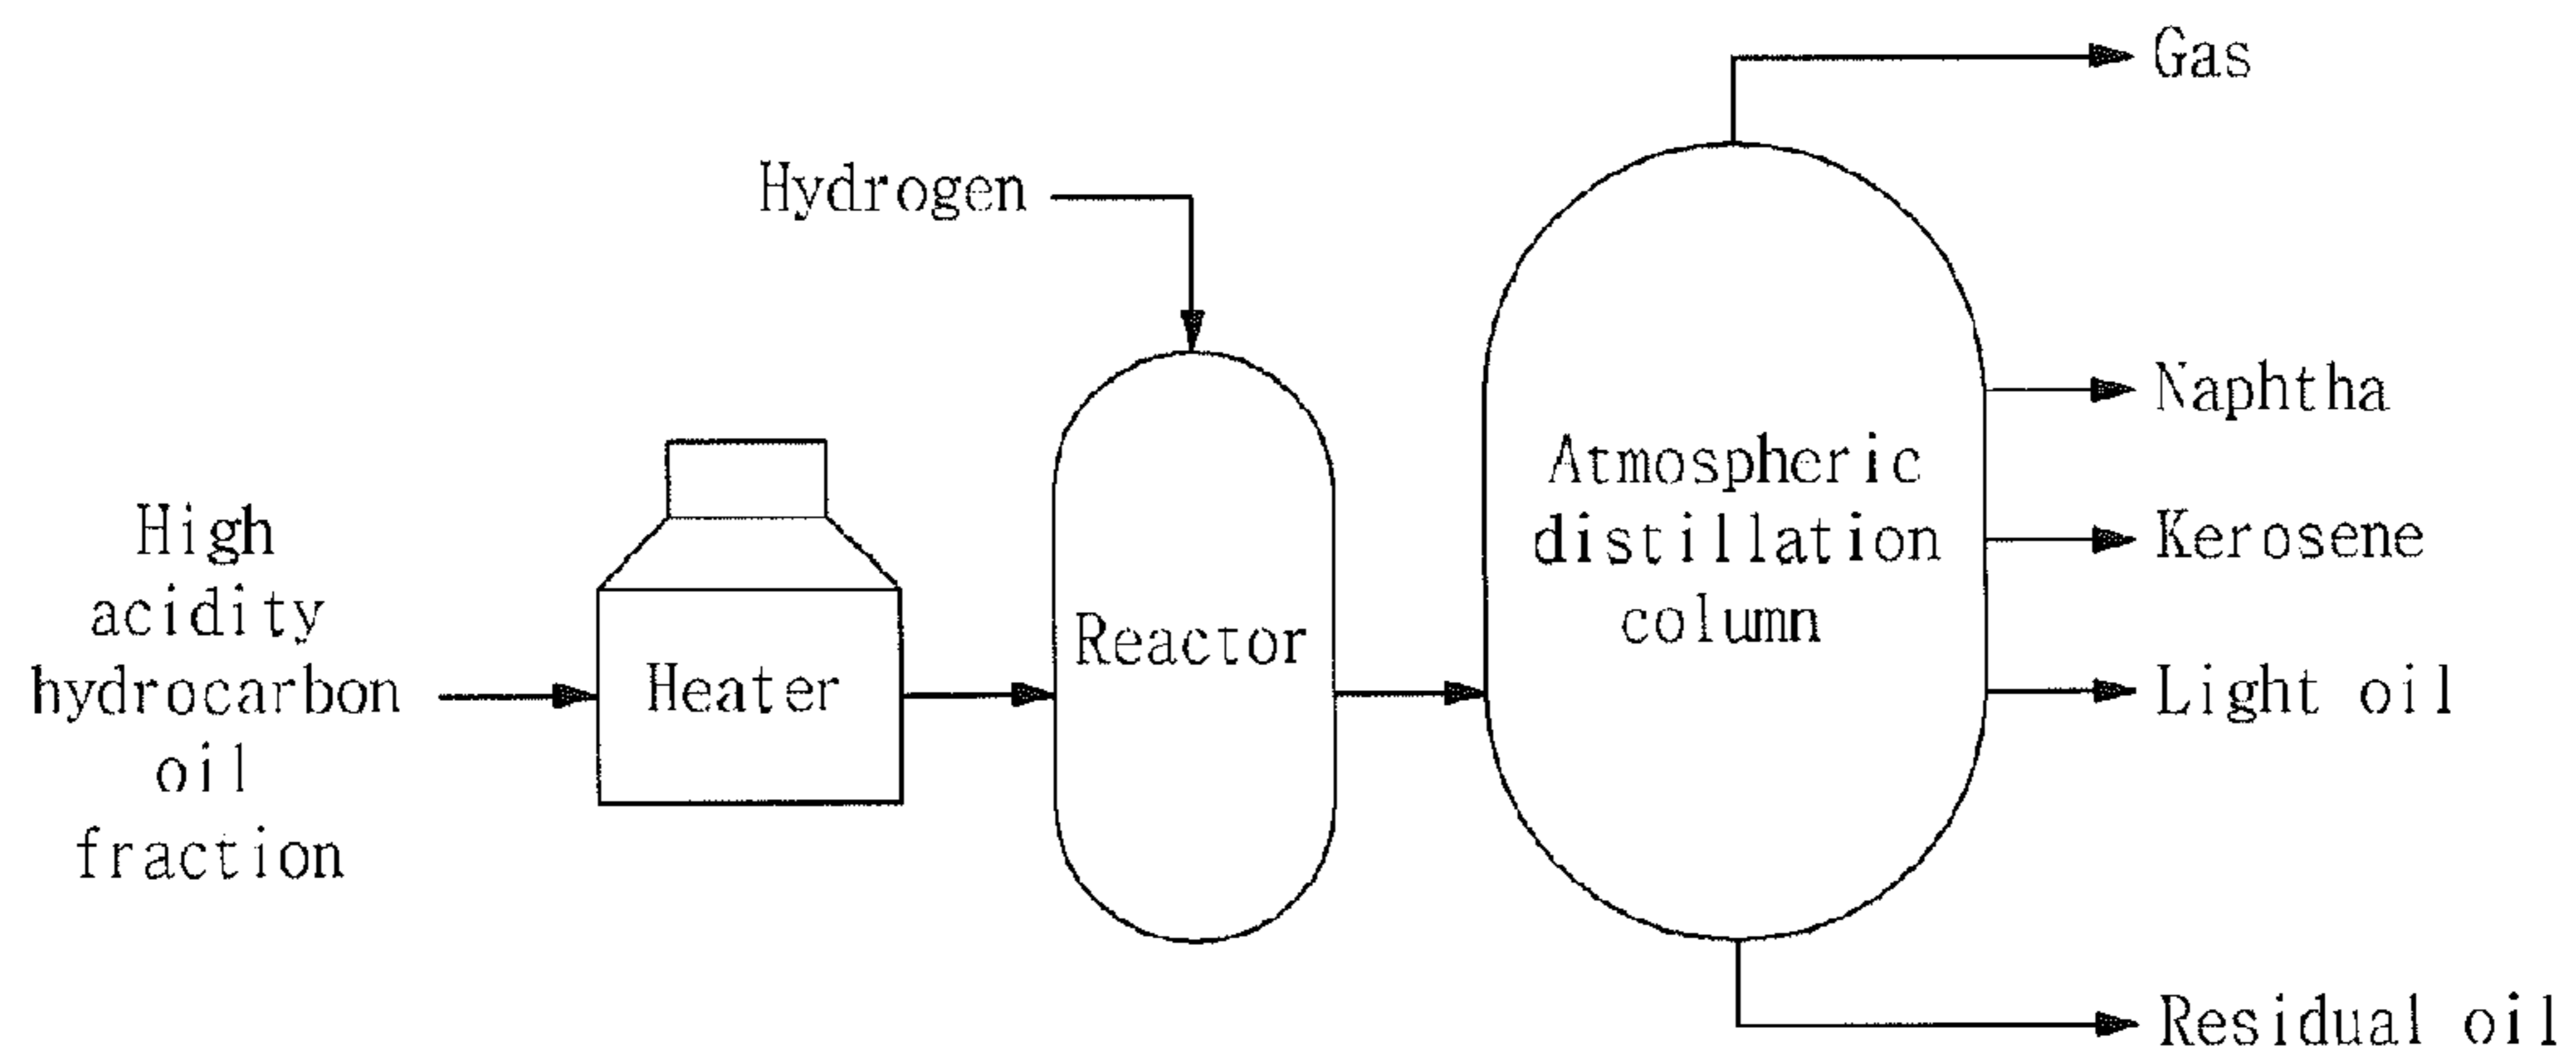 Gas
Hydrogen
Naphtha
Atmospheric
distillation
column
Kerosene
High
acidity
hydrocarbon
oil
fraction
Heater
Reactor
Light oil
Residual oil